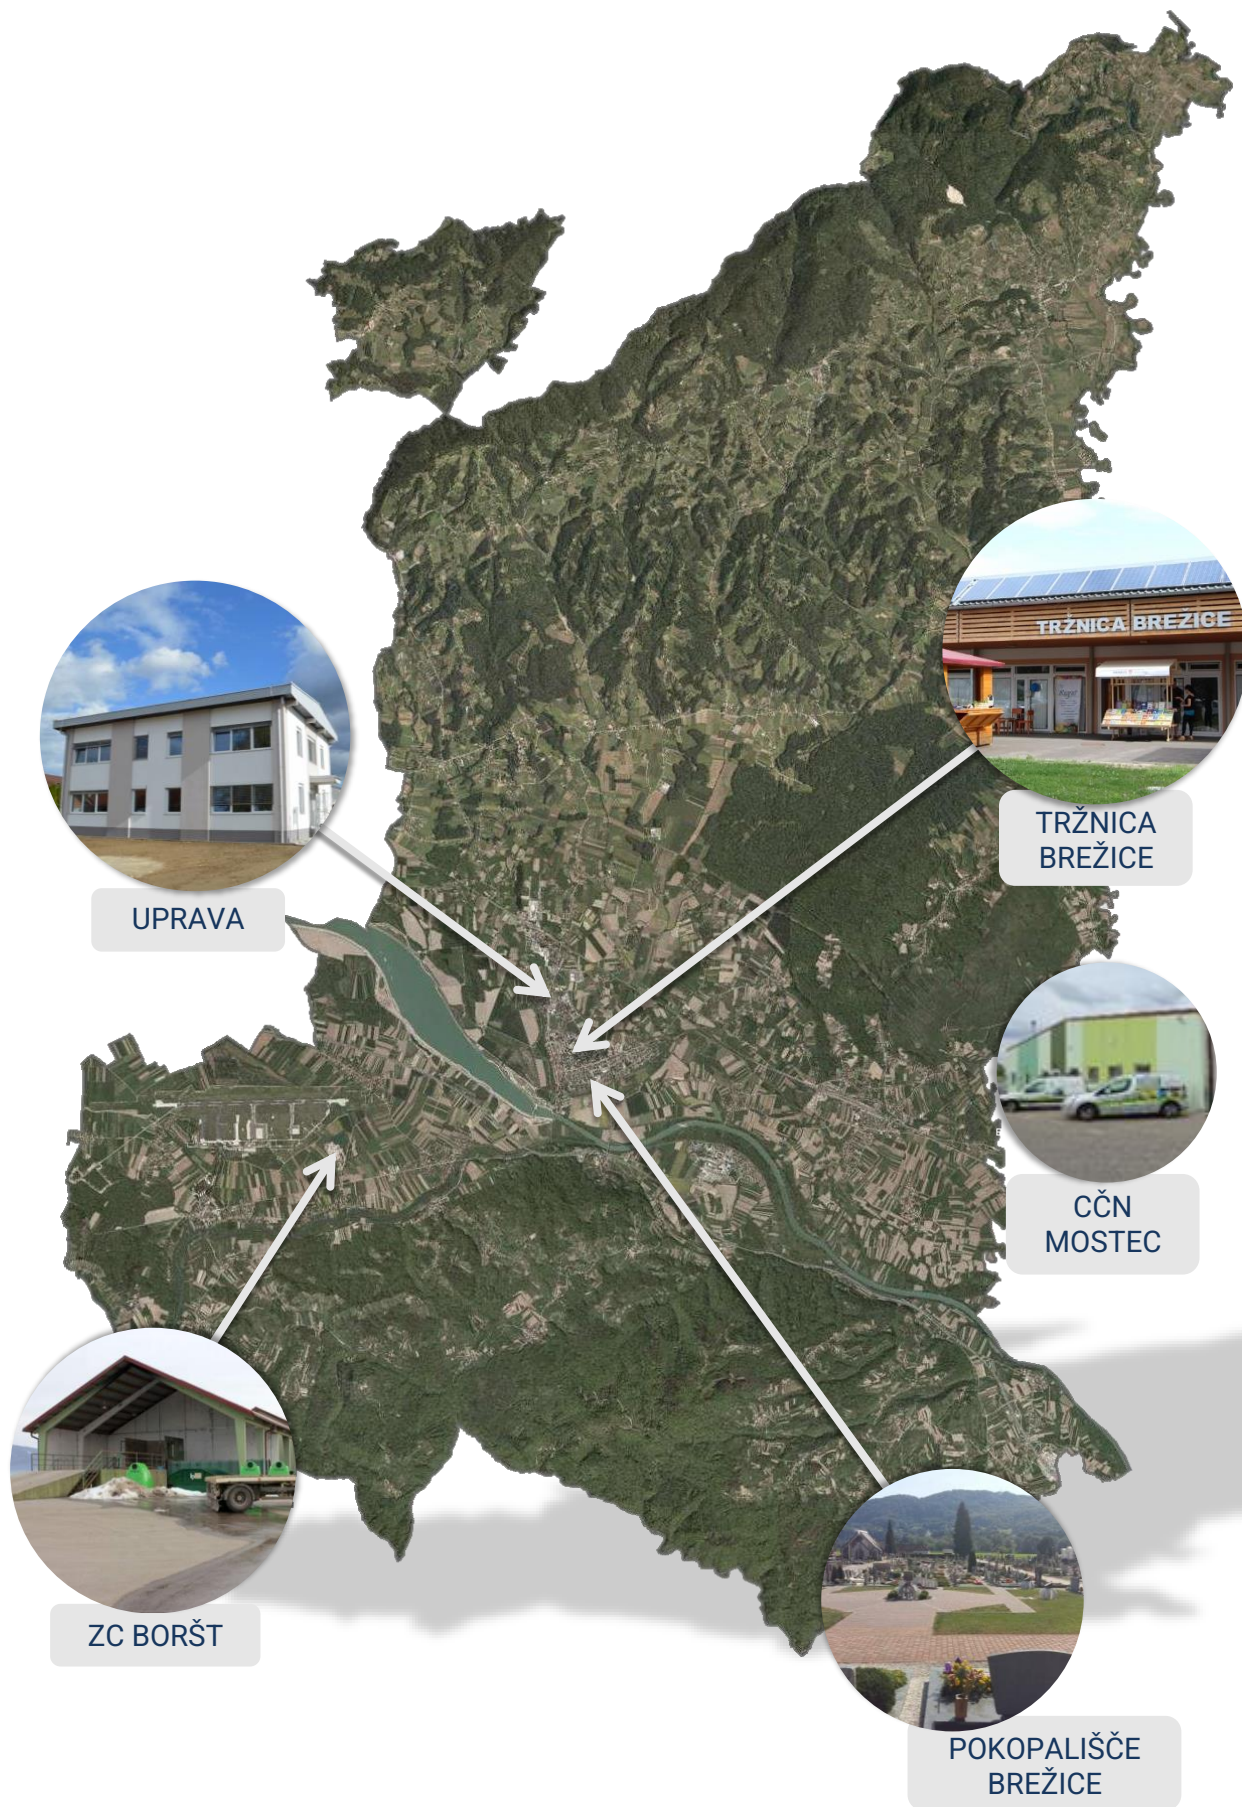 TRŽNICA BREŽICE
TRŽNICA
BREŽICE
UPRAVA
CČN
MOSTEC
ZC BORŠT
POKOPALIŠČE
BREŽICE